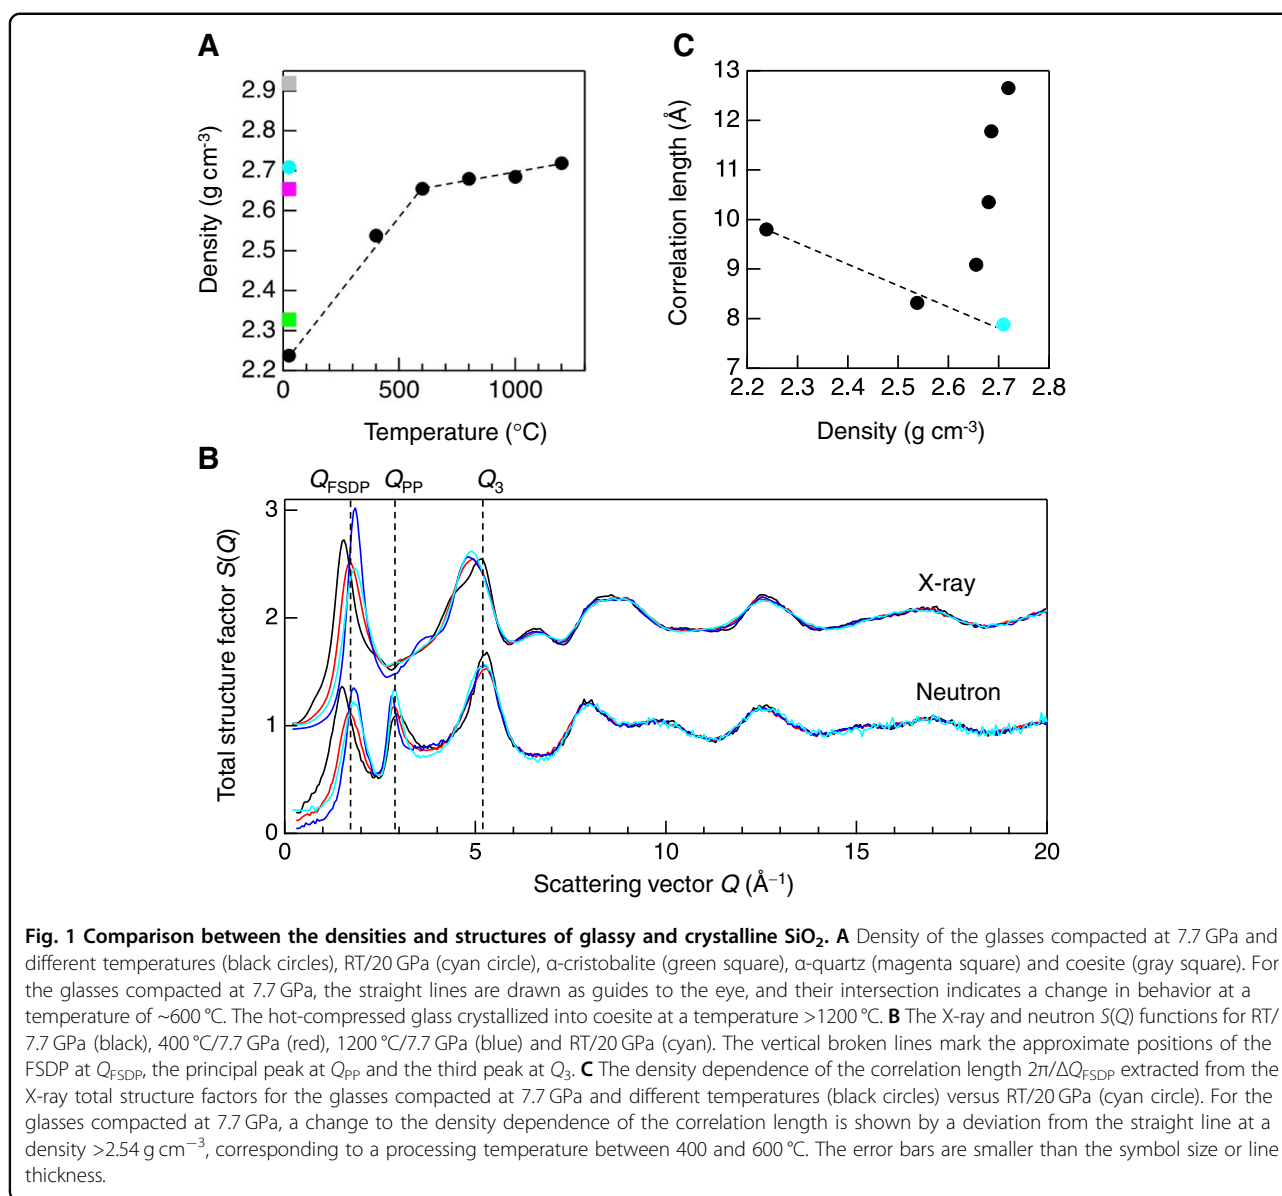 A
C
Density (g cm-3)
2.9
2.8
2.7
2.6
2.5
2.4
2.3
2.2
0
500
1000
Temperature (°C)
Correlation length (Å)
13
12
11
10
9
8
7
2.2
2.3
2.4
2.5
2.6
2.7
2.8
Density (g cm-3)
B
QFSDP
QPP
Q3
Total structure factor S(Q)
3
2
1
0
X-ray
Neutron
0
5
10
15
20
Scattering vector Q (Å−1)
Fig. 1 Comparison between the densities and structures of glassy and crystalline SiO2. A Density of the glasses compacted at 7.7 GPa and
different temperatures (black circles), RT/20 GPa (cyan circle), α-cristobalite (green square), α-quartz (magenta square) and coesite (gray square). For
the glasses compacted at 7.7 GPa, the straight lines are drawn as guides to the eye, and their intersection indicates a change in behavior at a
temperature of ~600 °C. The hot-compressed glass crystallized into coesite at a temperature >1200 °C. B The X-ray and neutron S(Q) functions for RT/
7.7 GPa (black), 400 °C/7.7 GPa (red), 1200 °C/7.7 GPa (blue) and RT/20 GPa (cyan). The vertical broken lines mark the approximate positions of the
FSDP at QFSDP, the principal peak at QPP and the third peak at Q3. C The density dependence of the correlation length 2π/ΔQFSDP extracted from the
X-ray total structure factors for the glasses compacted at 7.7 GPa and different temperatures (black circles) versus RT/20 GPa (cyan circle). For the
glasses compacted at 7.7 GPa, a change to the density dependence of the correlation length is shown by a deviation from the straight line at a
density >2.54 g cm−3, corresponding to a processing temperature between 400 and 600 °C. The error bars are smaller than the symbol size or line
thickness.